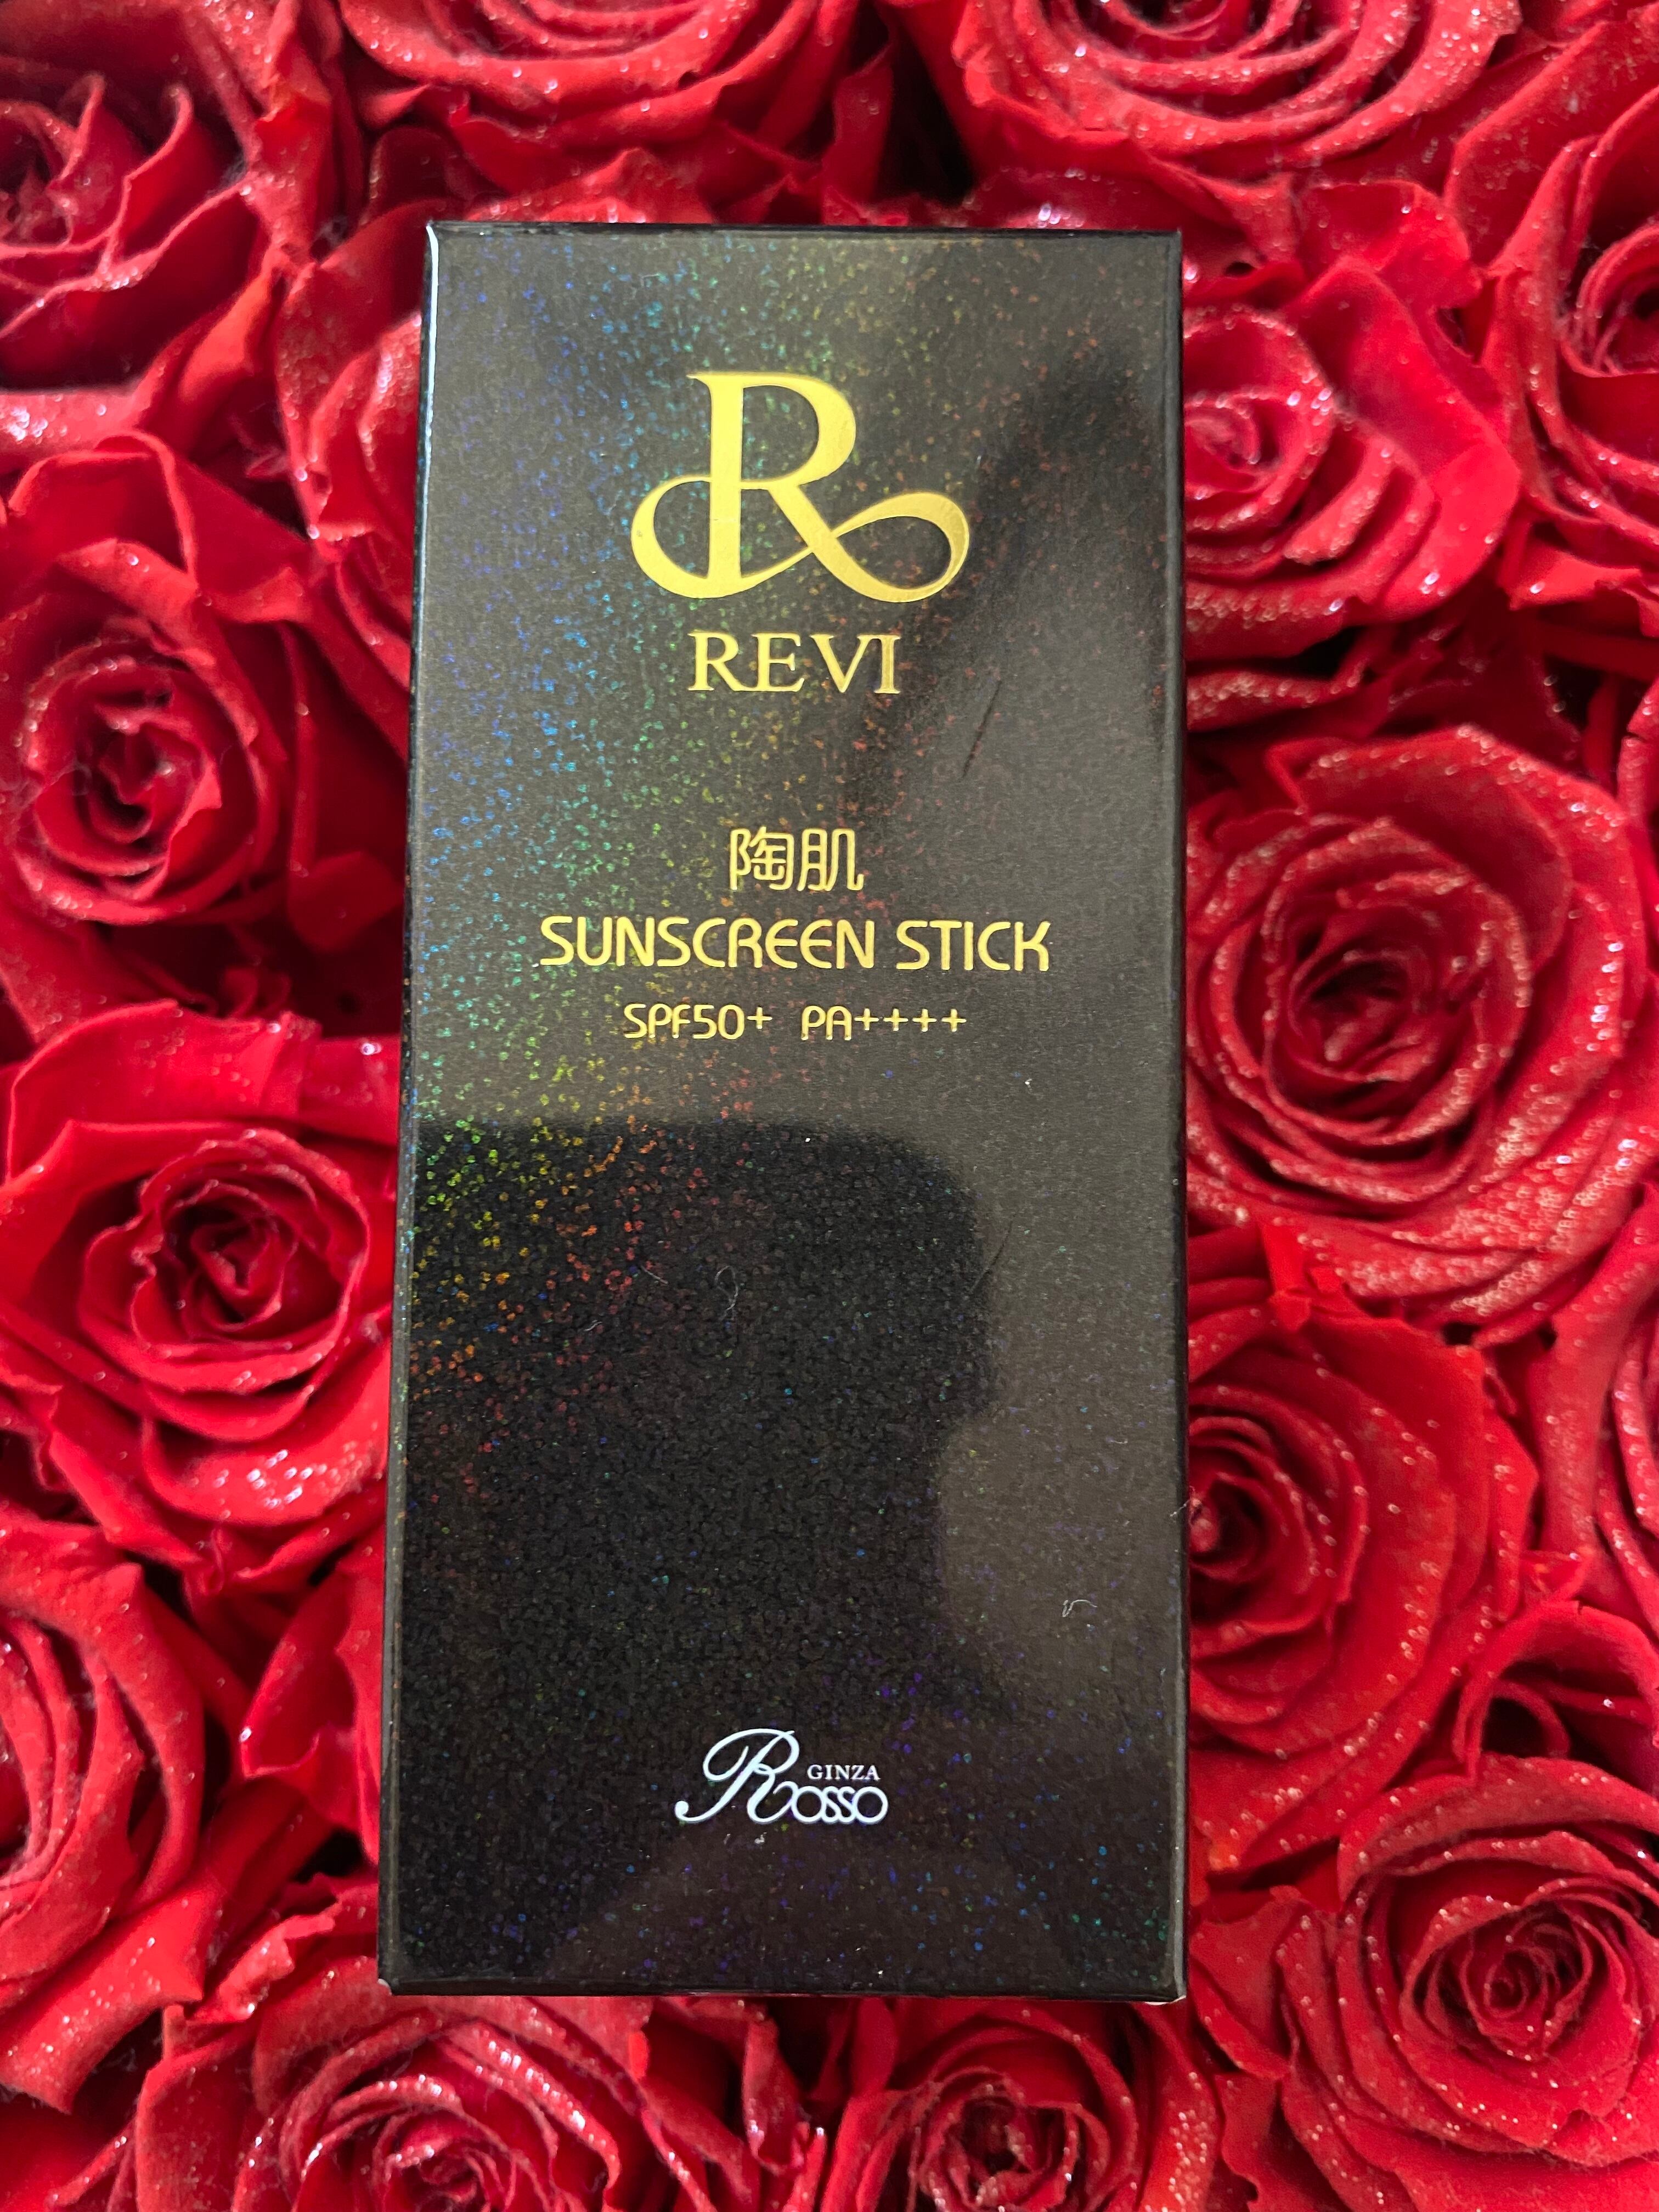 R
REVI
陶肌
SUNSCREEN STICK
SPF50+ PA++++
GINZA
Rosso